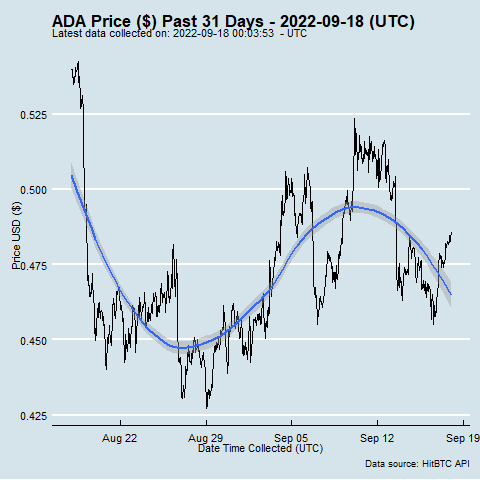 ADA Price ($) Past 31 Days - 2022-09-18 (UTC)
Latest data collected on: 2022-09-18 00:03:53  - UTC
Price USD ($)
0.525
0.500
0.475
0.450
0.425
Aug 22 Aug 29 Sep 05 Sep 12 Sep 19
Date Time Collected (UTC)
Data source: HitBTC API